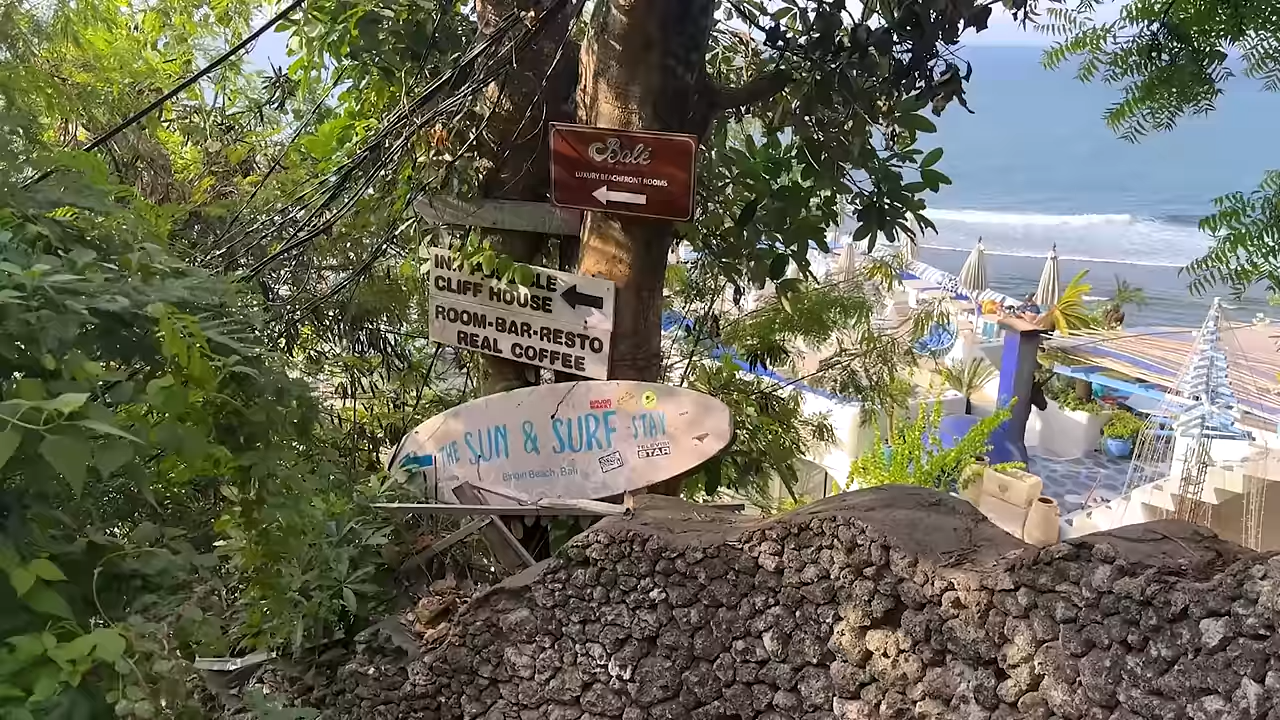 Balé
LUXURY BEACHFRONT ROOMS
CLIFF HOUSE
ROOM-BAR-RESTO
REAL COFFEE
THE SUN & SURF STAY
Bingin Beach, Bali
TELEVISI
STAR